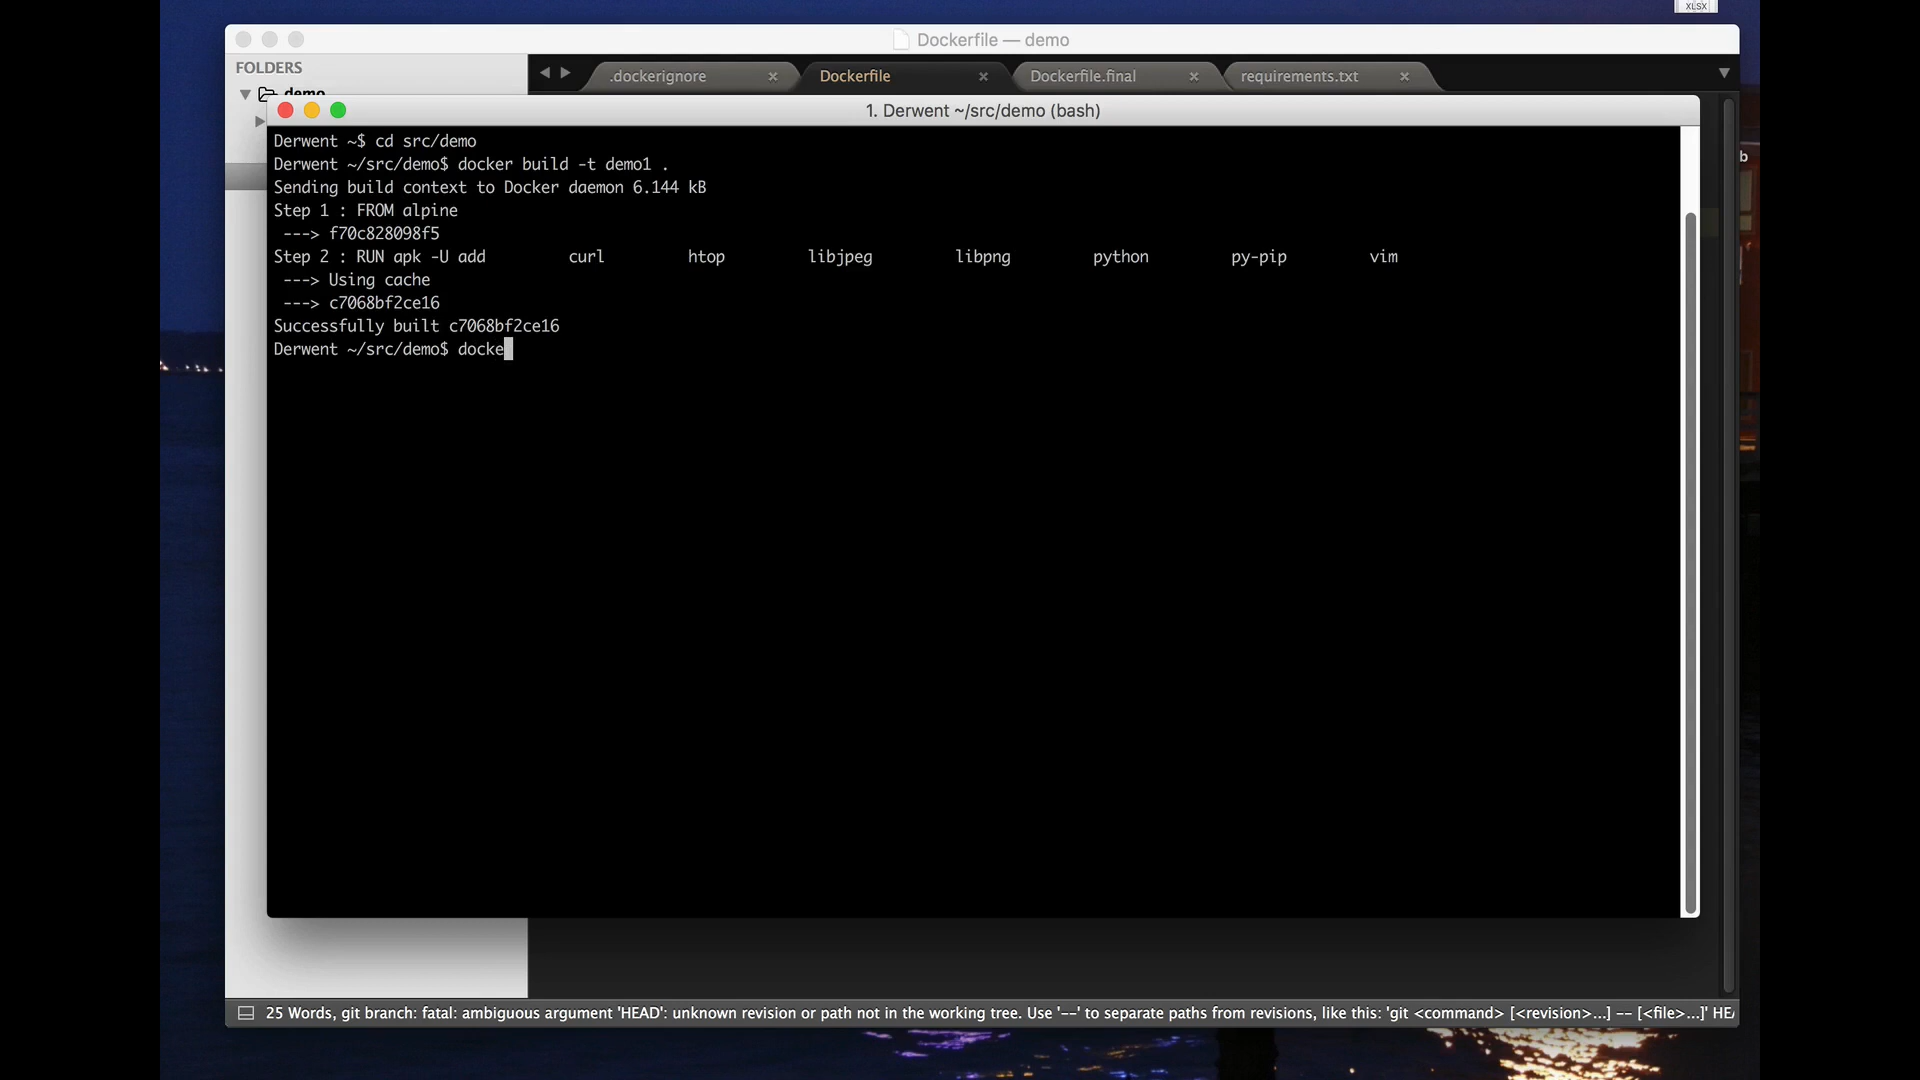 XLSX
Dockerfile — demo
FOLDERS
.dockerignore
Dockerfile
Dockerfile.final
requirements.txt
demo
1. Derwent ~/src/demo (bash)
Derwent ~$ cd src/demo
Derwent ~/src/demo$ docker build -t demo1 .
Sending build context to Docker daemon 6.144 kB
Step 1 : FROM alpine
---> f70c828098f5
Step 2 : RUN apk -U add curl htop libjpeg libpng python py-pip vim
---> Using cache
---> c7068bf2ce16
Successfully built c7068bf2ce16
Derwent ~/src/demo$ docke
b
25 Words, git branch: fatal: ambiguous argument 'HEAD': unknown revision or path not in the working tree. Use '--' to separate paths from revisions, like this: 'git <command> [<revision>...] -- [<file>...]' HEA